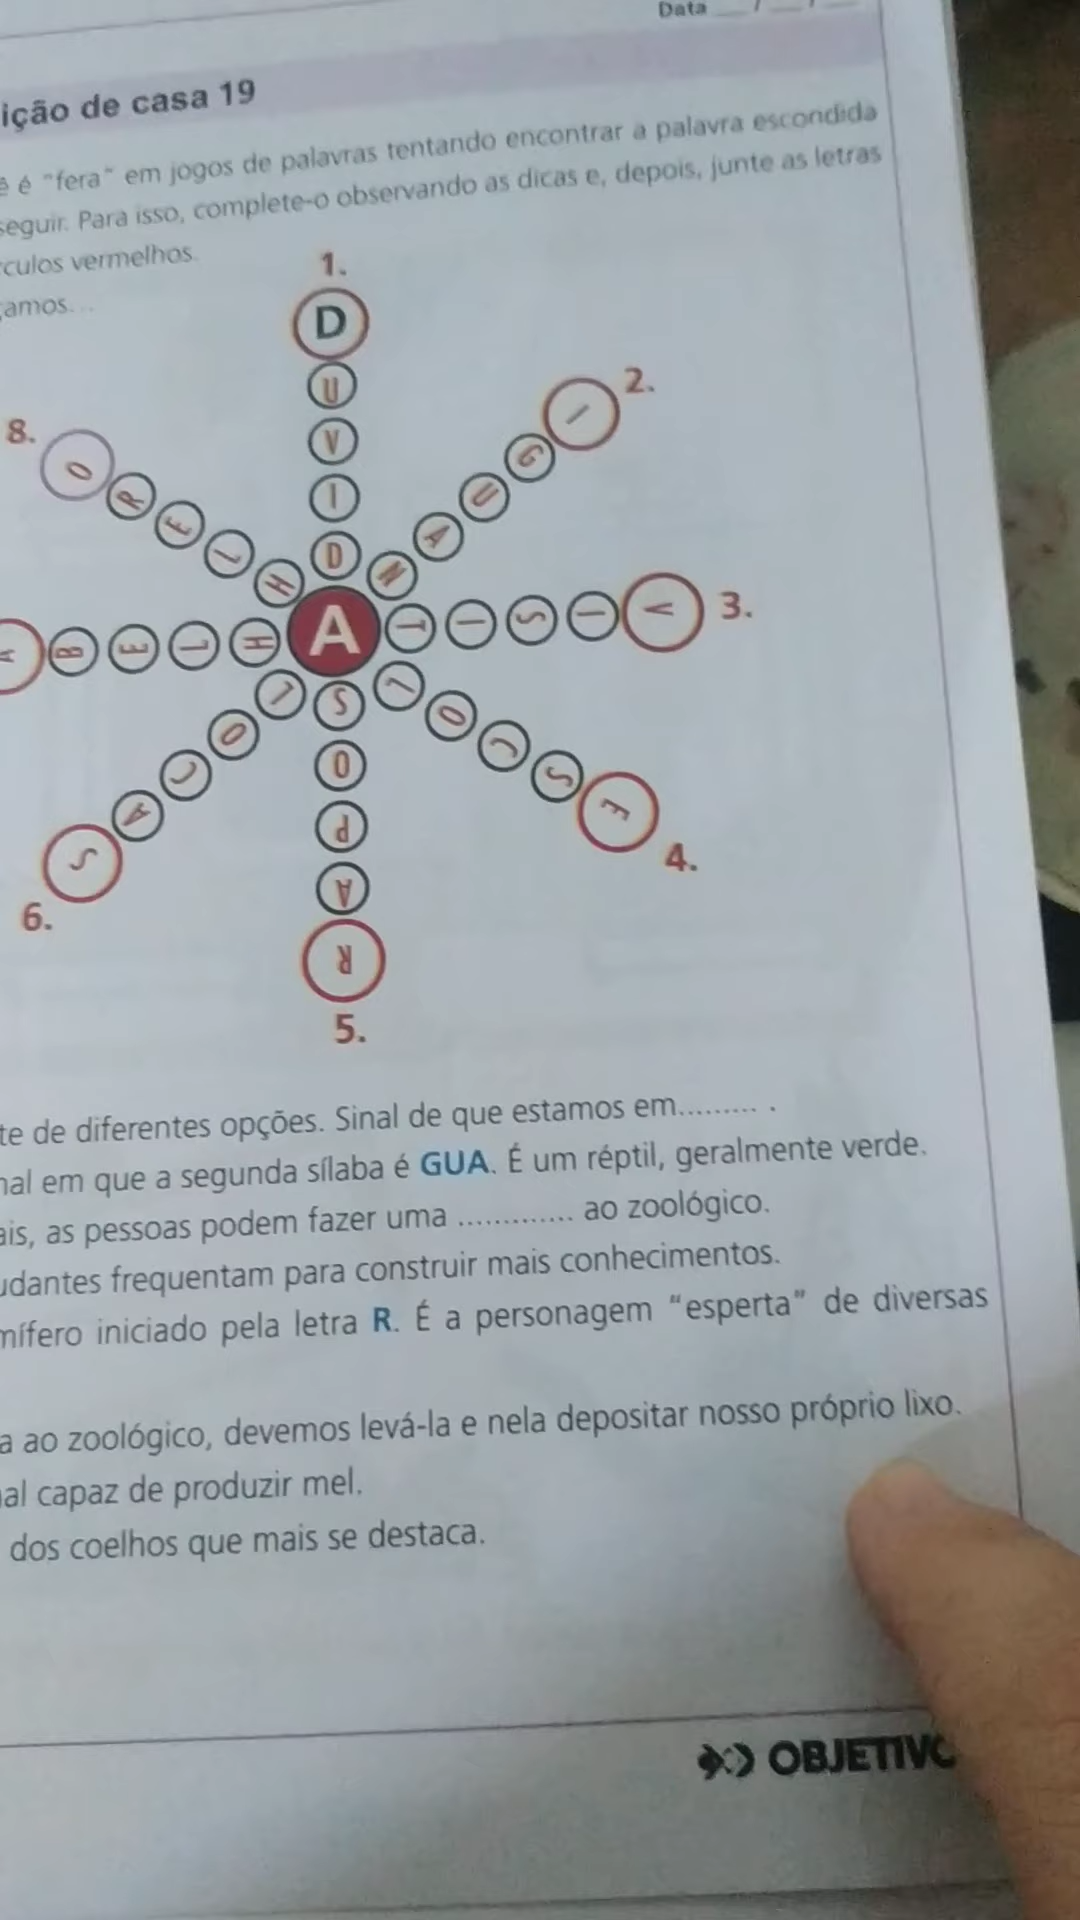 Data ___/___/___
ição de casa 19
é "fera" em jogos de palavras tentando encontrar a palavra escondida
seguir. Para isso, complete-o observando as dicas e, depois, junte as letras
rculos vermelhos.
çamos...
1.
D
U
V
I
D
2.
I
G
U
A
N
8.
O
R
E
L
H
A
3.
V
I
S
I
T
A
B
E
L
H
4.
E
S
C
O
L
6.
S
A
C
O
L
5.
R
A
P
O
S
te de diferentes opções. Sinal de que estamos em.......... .
nal em que a segunda sílaba é GUA. É um réptil, geralmente verde.
ais, as pessoas podem fazer uma ............. ao zoológico.
udantes frequentam para construir mais conhecimentos.
mífero iniciado pela letra R. É a personagem "esperta" de diversas
a ao zoológico, devemos levá-la e nela depositar nosso próprio lixo.
al capaz de produzir mel.
dos coelhos que mais se destaca.
OBJETIVO